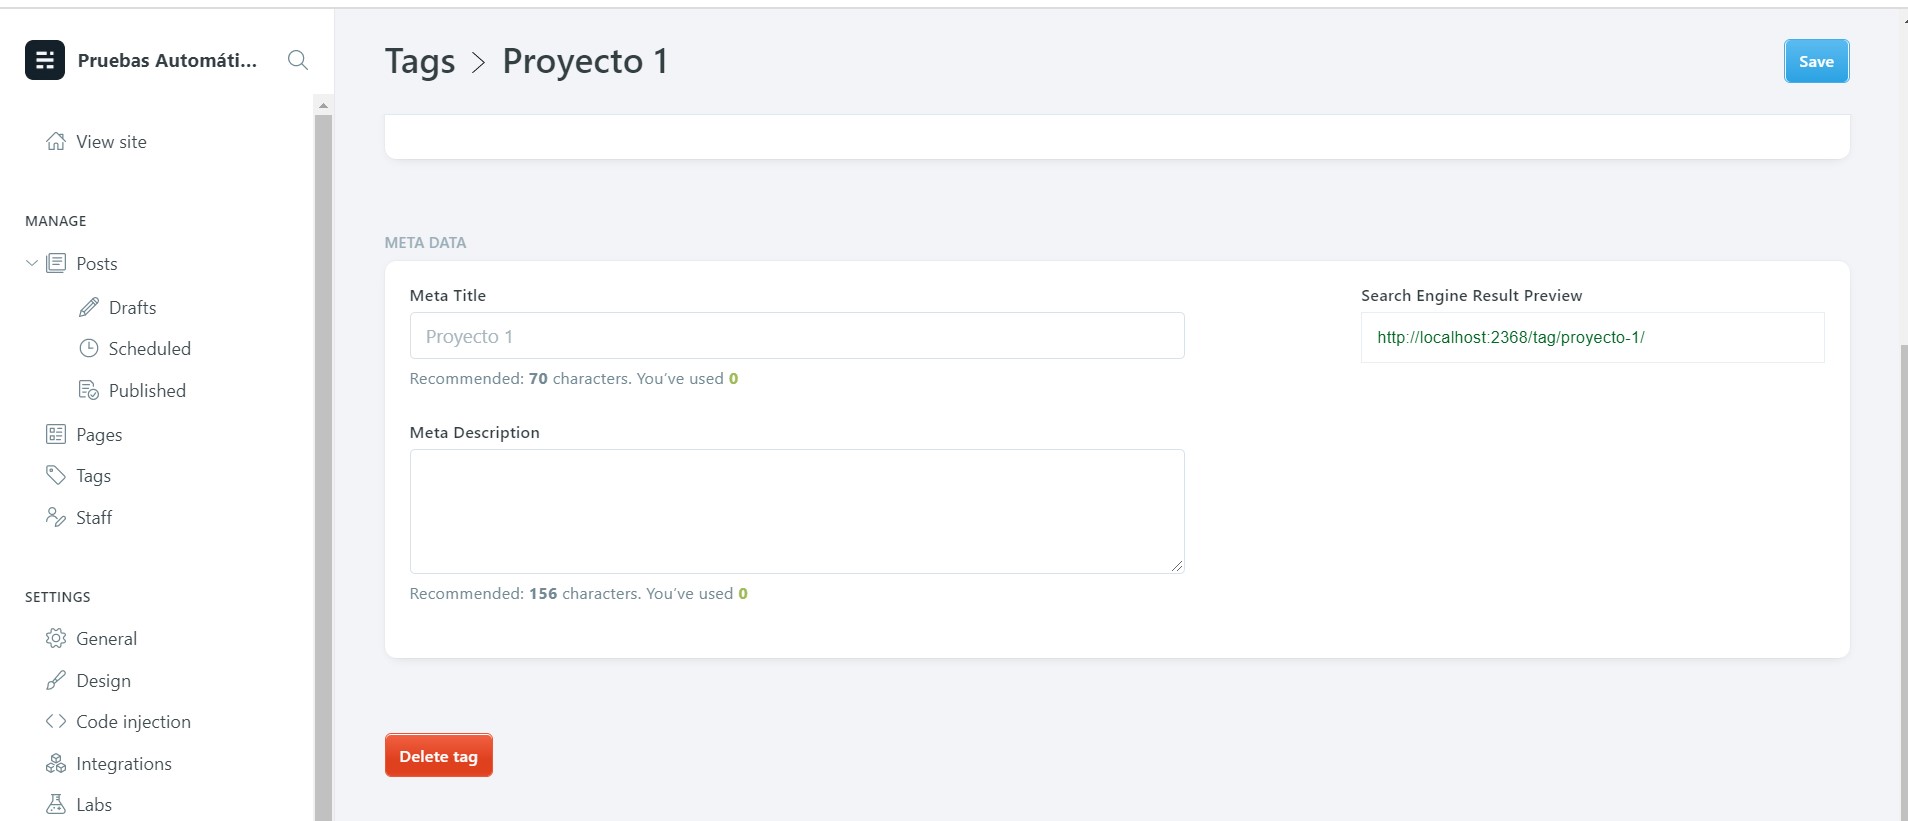 Pruebas Automáti...
View site
MANAGE
Posts
Drafts
Scheduled
Published
Pages
Tags
Staff
SETTINGS
General
Design
Code injection
Integrations
Labs
Tags > Proyecto 1
Save
META DATA
Meta Title
Proyecto 1
Recommended: 70 characters. You’ve used 0
Meta Description
Recommended: 156 characters. You’ve used 0
Search Engine Result Preview
http://localhost:2368/tag/proyecto-1/
Delete tag